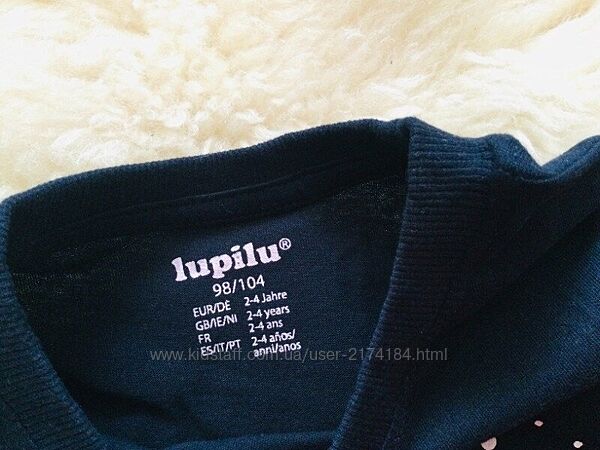 lupilu®
98/104
EUR/DE 2-4 Jahre
GB/IE/NI 2-4 years
FR 2-4 ans
ES/IT/PT 2-4 años/
anni/anos
www.kidstaff.com.ua/user-2174184.html